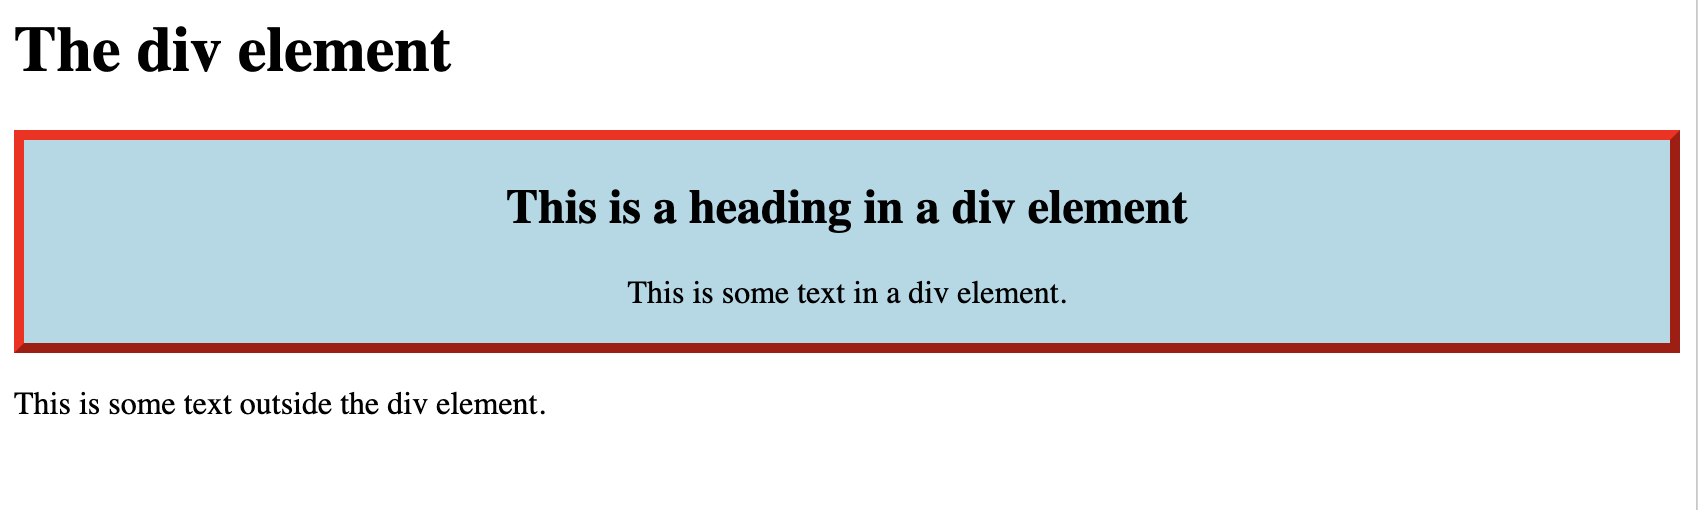 The div element
This is a heading in a div element
This is some text in a div element.
This is some text outside the div element.